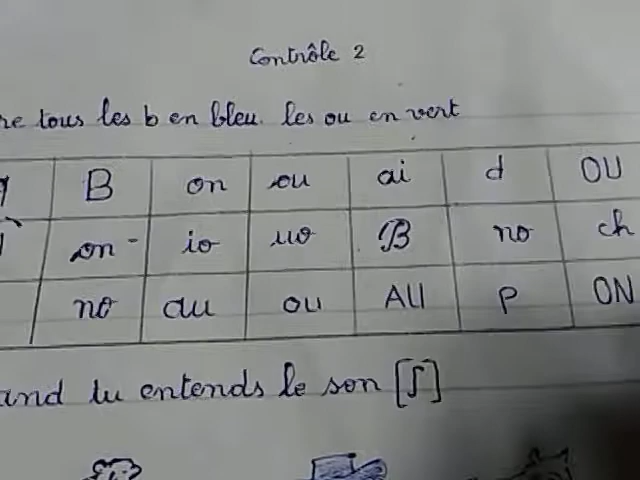 Contrôle 2
tous les b en bleu. les ou en vert
B on ou ai d OU
on io uo B no ch
no au ou AU p ON
tu entends le son [ʃ]